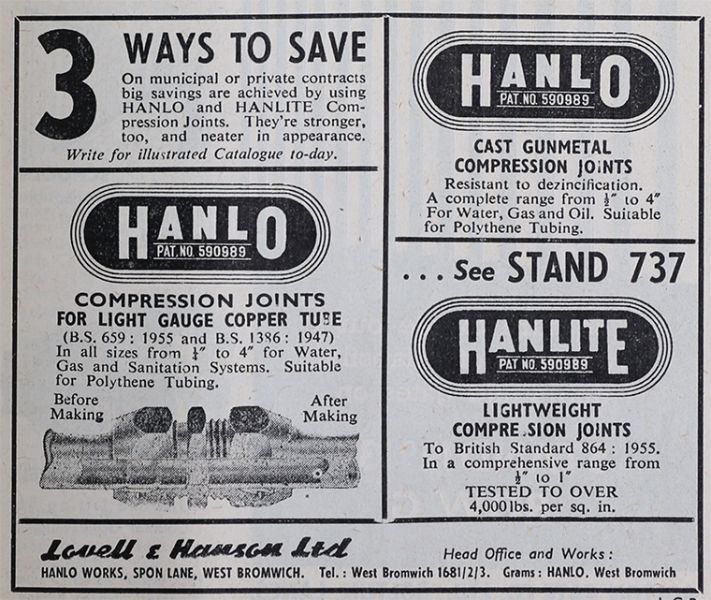 3 WAYS TO SAVE
On municipal or private contracts
big savings are achieved by using
HANLO and HANLITE Com-
pression Joints. They're stronger,
too, and neater in appearance.
Write for illustrated Catalogue to-day.
HANLO
PAT. NO. 590989
COMPRESSION JOINTS
FOR LIGHT GAUGE COPPER TUBE
(B.S. 659 : 1955 and B.S. 1386 : 1947)
In all sizes from ¼″ to 4″ for Water,
Gas and Sanitation Systems. Suitable
for Polythene Tubing.
Before
Making
After
Making
HANLO
PAT. NO. 590989
CAST GUNMETAL
COMPRESSION JOINTS
Resistant to dezincification.
A complete range from ½″ to 4″
For Water, Gas and Oil. Suitable
for Polythene Tubing.
... See STAND 737
HANLITE
PAT. NO. 590989
LIGHTWEIGHT
COMPRE.SION JOINTS
To British Standard 864 : 1955.
In a comprehensive range from
½″ to 1″
TESTED TO OVER
4,000 lbs. per sq. in.
Lovell & Hanson Ltd
Head Office and Works :
HANLO WORKS, SPON LANE, WEST BROMWICH. Tel. : West Bromwich 1681/2/3. Grams : HANLO, West Bromwich